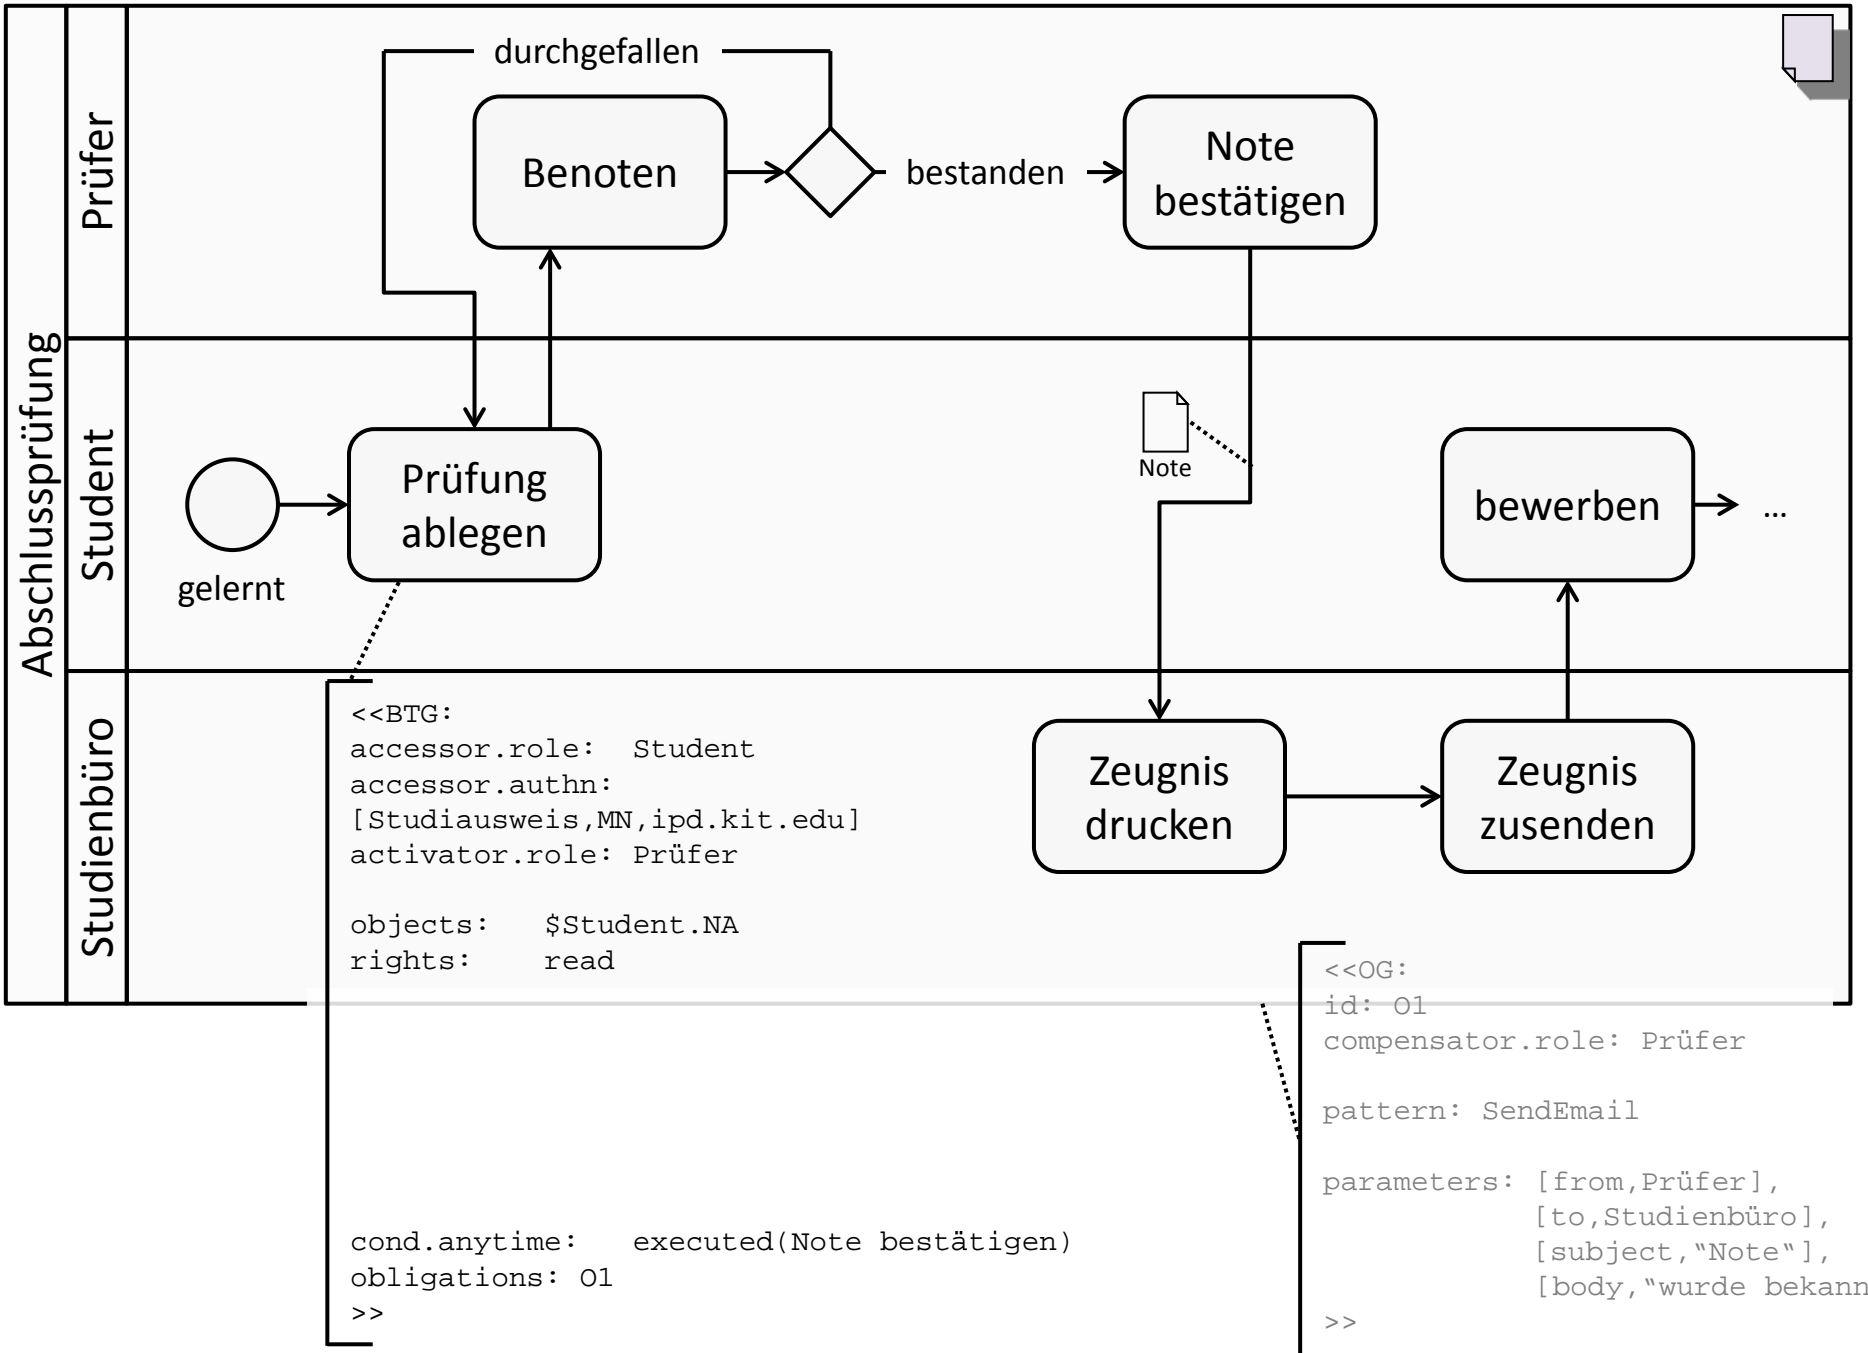 Abschlussprüfung
Prüfer
durchgefallen
Benoten
bestanden
Note
bestätigen
Student
gelernt
Prüfung
ablegen
Note
bewerben
...
Studienbüro
Zeugnis
drucken
Zeugnis
zusenden
<<BTG:
accessor.role: Student
accessor.authn:
[Studiausweis,MN,ipd.kit.edu]
activator.role: Prüfer
objects: $Student.NA
rights: read
cond.anytime: executed(Note bestätigen)
obligations: O1
>>
<<OG:
id: O1
compensator.role: Prüfer
pattern: SendEmail
parameters: [from,Prüfer],
[to,Studienbüro],
[subject,"Note"],
[body,"wurde bekann
>>